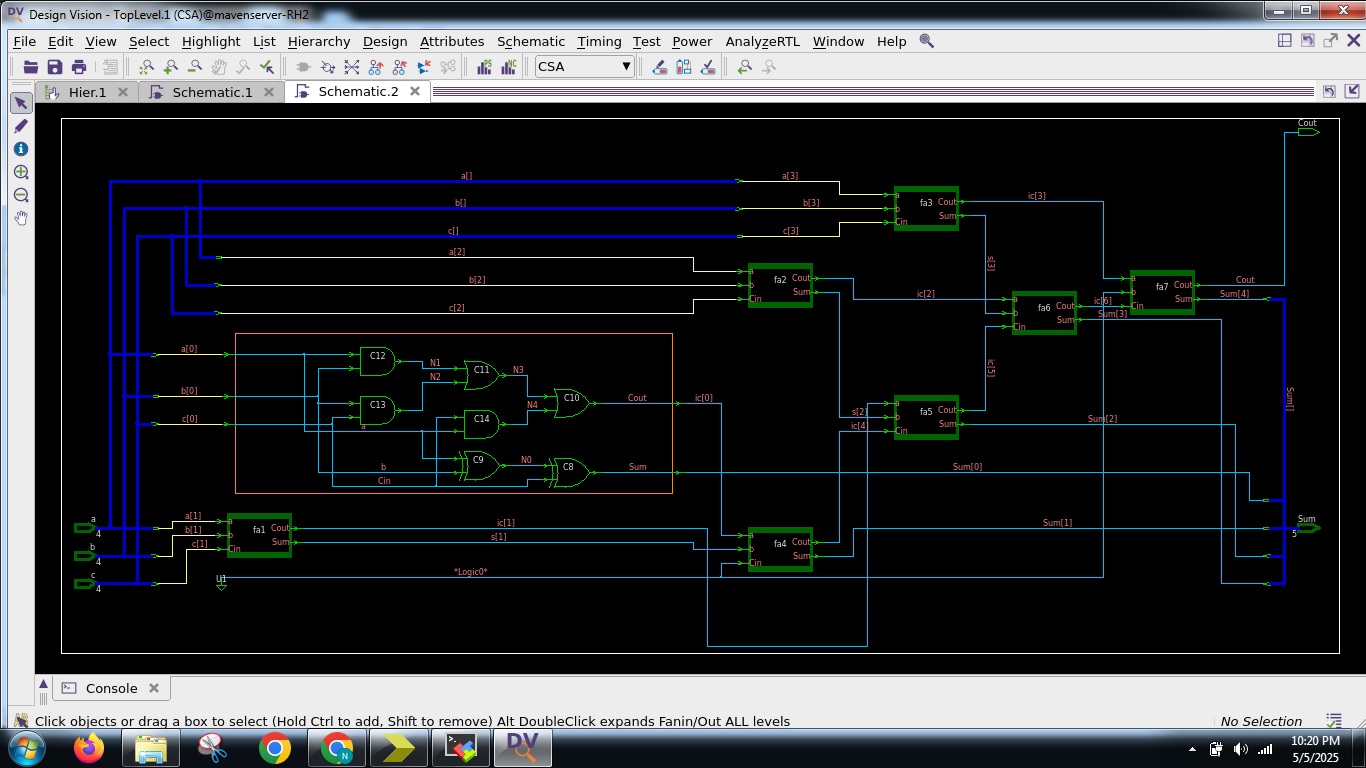 Design Vision - TopLevel.1 (CSA)@mavenserver-RH2
File Edit View Select Highlight List Hierarchy Design Attributes Schematic Timing Test Power AnalyzeRTL Window Help
CSA
Hier.1 Schematic.1 Schematic.2
Cout
a[] a[3]
b[] b[3]
c[] c[3]
a Cout
b fa3
Sum
Cin
ic[3]
a[2]
b[2]
c[2]
a Cout
b fa2
Sum
Cin
s[3]
ic[2]
a Cout
b fa6
Sum
Cin
ic[6]
Sum[3]
a Cout
b fa7
Sum
Cin
Cout
Sum[4]
a[0]
b[0]
c[0]
C12
N1
N2
C11
N3
C13
a
C14
N4
C10
Cout
ic[0]
C9
N0
C8
Sum
b
Cin
ic[5]
s[2]
ic[4]
a Cout
b fa5
Sum
Cin
Sum[2]
Sum[]
Sum[0]
a
4
b
4
c
4
a[1]
b[1]
c[1]
a Cout
b fa1
Sum
Cin
ic[1]
s[1]
U1
*Logic0*
a Cout
b fa4
Sum
Cin
Sum[1]
Sum
5
Console
Click objects or drag a box to select (Hold Ctrl to add, Shift to remove) Alt DoubleClick expands Fanin/Out ALL levels
No Selection
N
DV
10:20 PM
5/5/2025